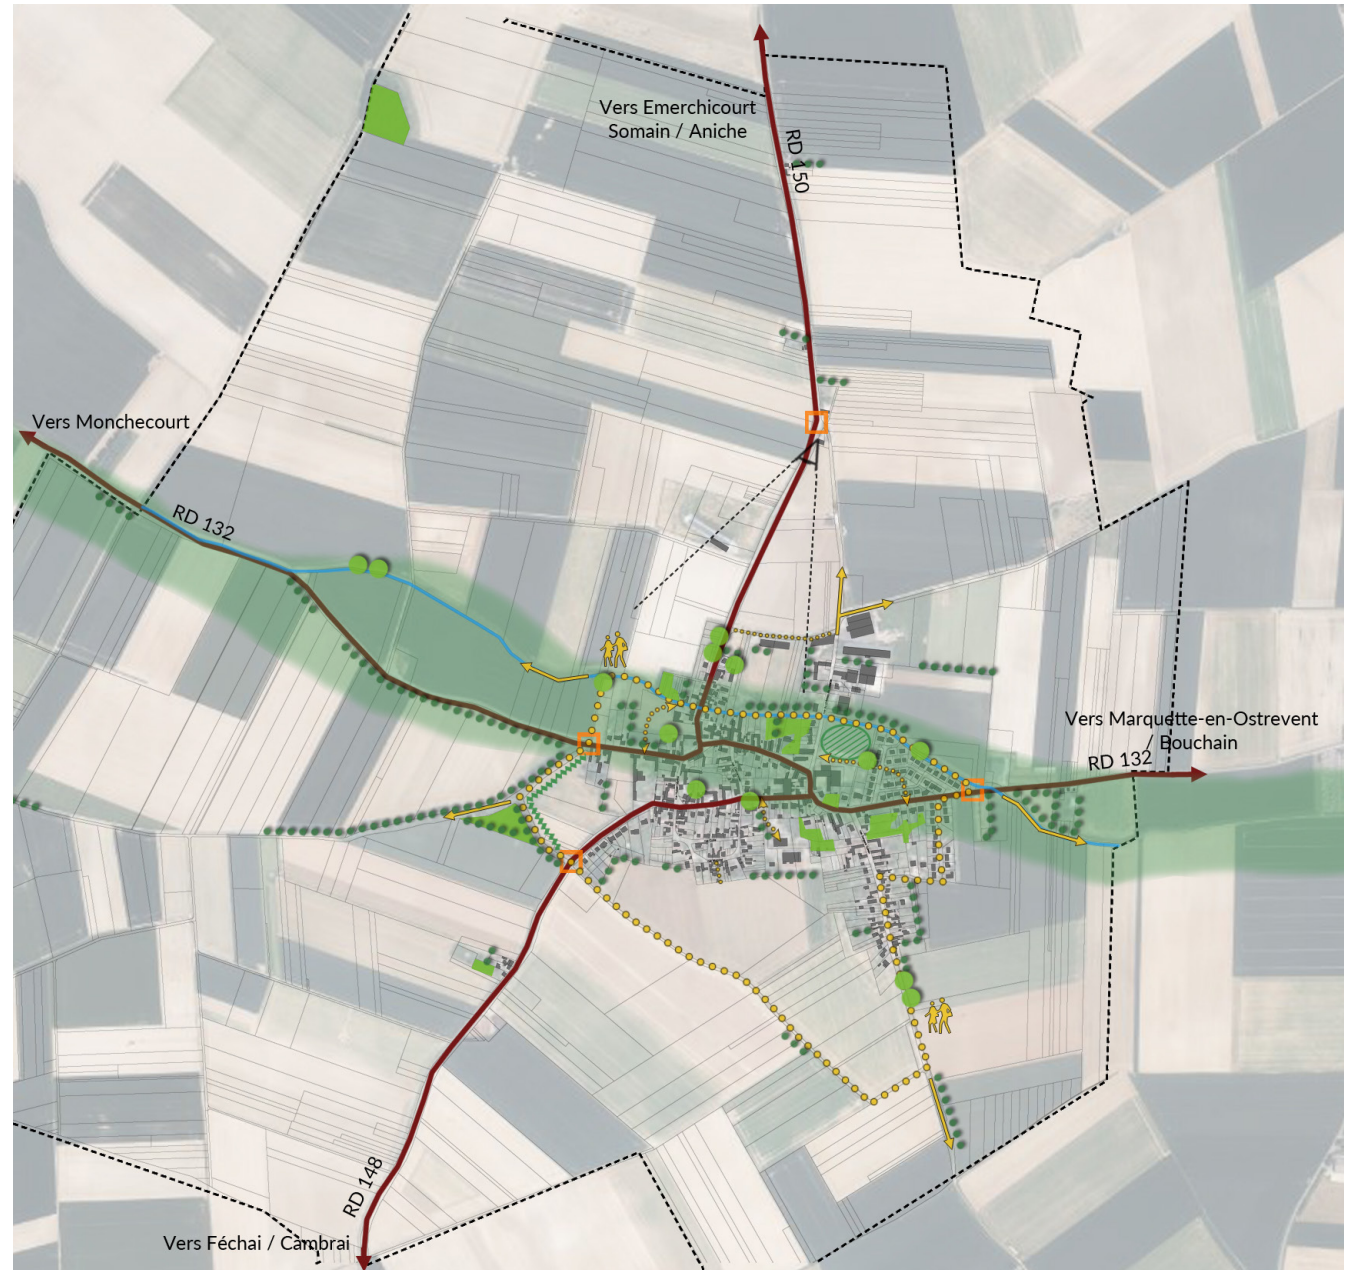 Vers Emerchicourt
Somain / Aniche
RD 150
Vers Monchecourt
RD 132
Vers Marquette-en-Ostrevent
/ Bouchain
RD 132
RD 148
Vers Féchai / Cambrai